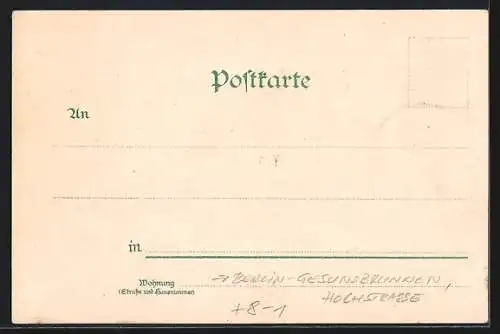 Postkarte
An
in
Wohnung
(Straße und Hausnummer)
→ BERLIN-GESUNDBRUNNEN,
HOCHSTRASSE
+8-1